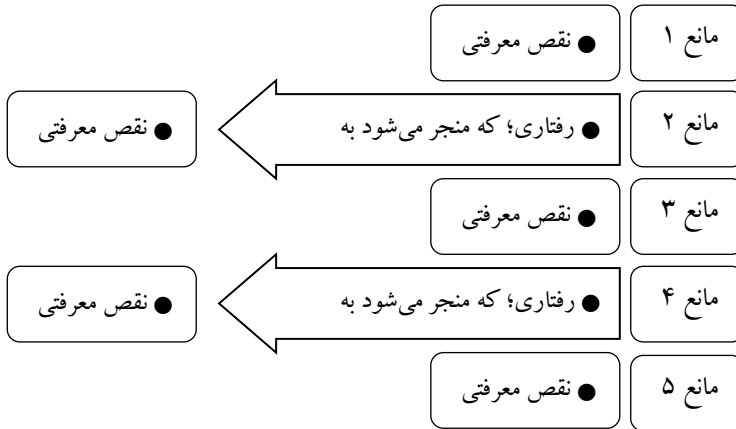 مانع ۱
● نقص معرفتی
مانع ۲
● رفتاری؛ که منجر می‌شود به
● نقص معرفتی
مانع ۳
● نقص معرفتی
مانع ۴
● رفتاری؛ که منجر می‌شود به
● نقص معرفتی
مانع ۵
● نقص معرفتی